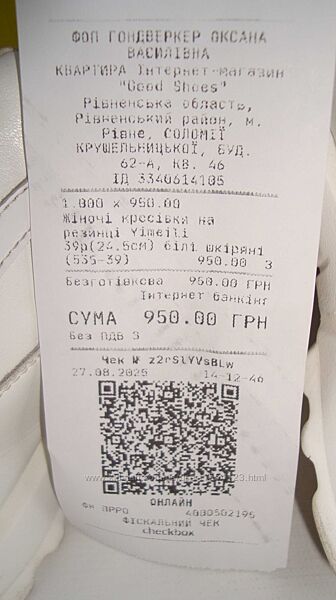 ФОП ГОНДВЕРКЕР ОКСАНА
ВАСИЛІВНА
КВАРТИРА Інтернет-магазин
"Good Shoes"
Рівненська область,
Рівненський район, м.
Рівне, СОЛОМІЇ
КРУШЕЛЬНИЦЬКОЇ, БУД.
62-А, КВ. 46
ІД 3340614105
1.000 x 950.00
Жіночі кросівки на
резинці Yimeili
39р(24.5см) білі шкіряні
(535-39) 950.00 З
Безготівкова 950.00 ГРН
Інтернет банкінг
СУМА 950.00 ГРН
Без ПДВ З
Чек № z2rSlYVsBLw
27.08.2025 14-12-46
ОНЛАЙН
ФН ПРРО 4000502195
ФІСКАЛЬНИЙ ЧЕК
checkbox